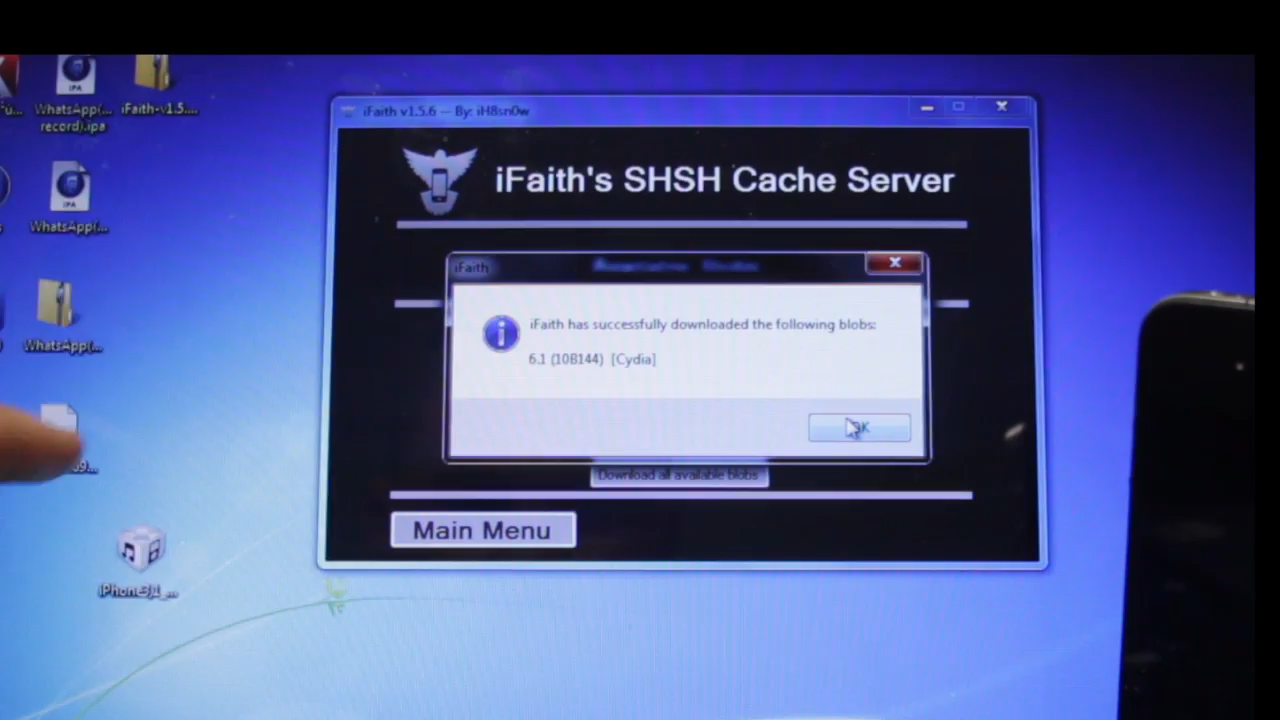 WhatsApp(...
record).ipa
iFaith-v1.5....
IPA
IPA
WhatsApp(...
WhatsApp(...
iPhone3,1_...
iFaith v1.5.6 -- By: iH8sn0w
iFaith's SHSH Cache Server
iFaith
iFaith has successfully downloaded the following blobs:
6.1 (10B144) [Cydia]
OK
Download all available blobs
Main Menu